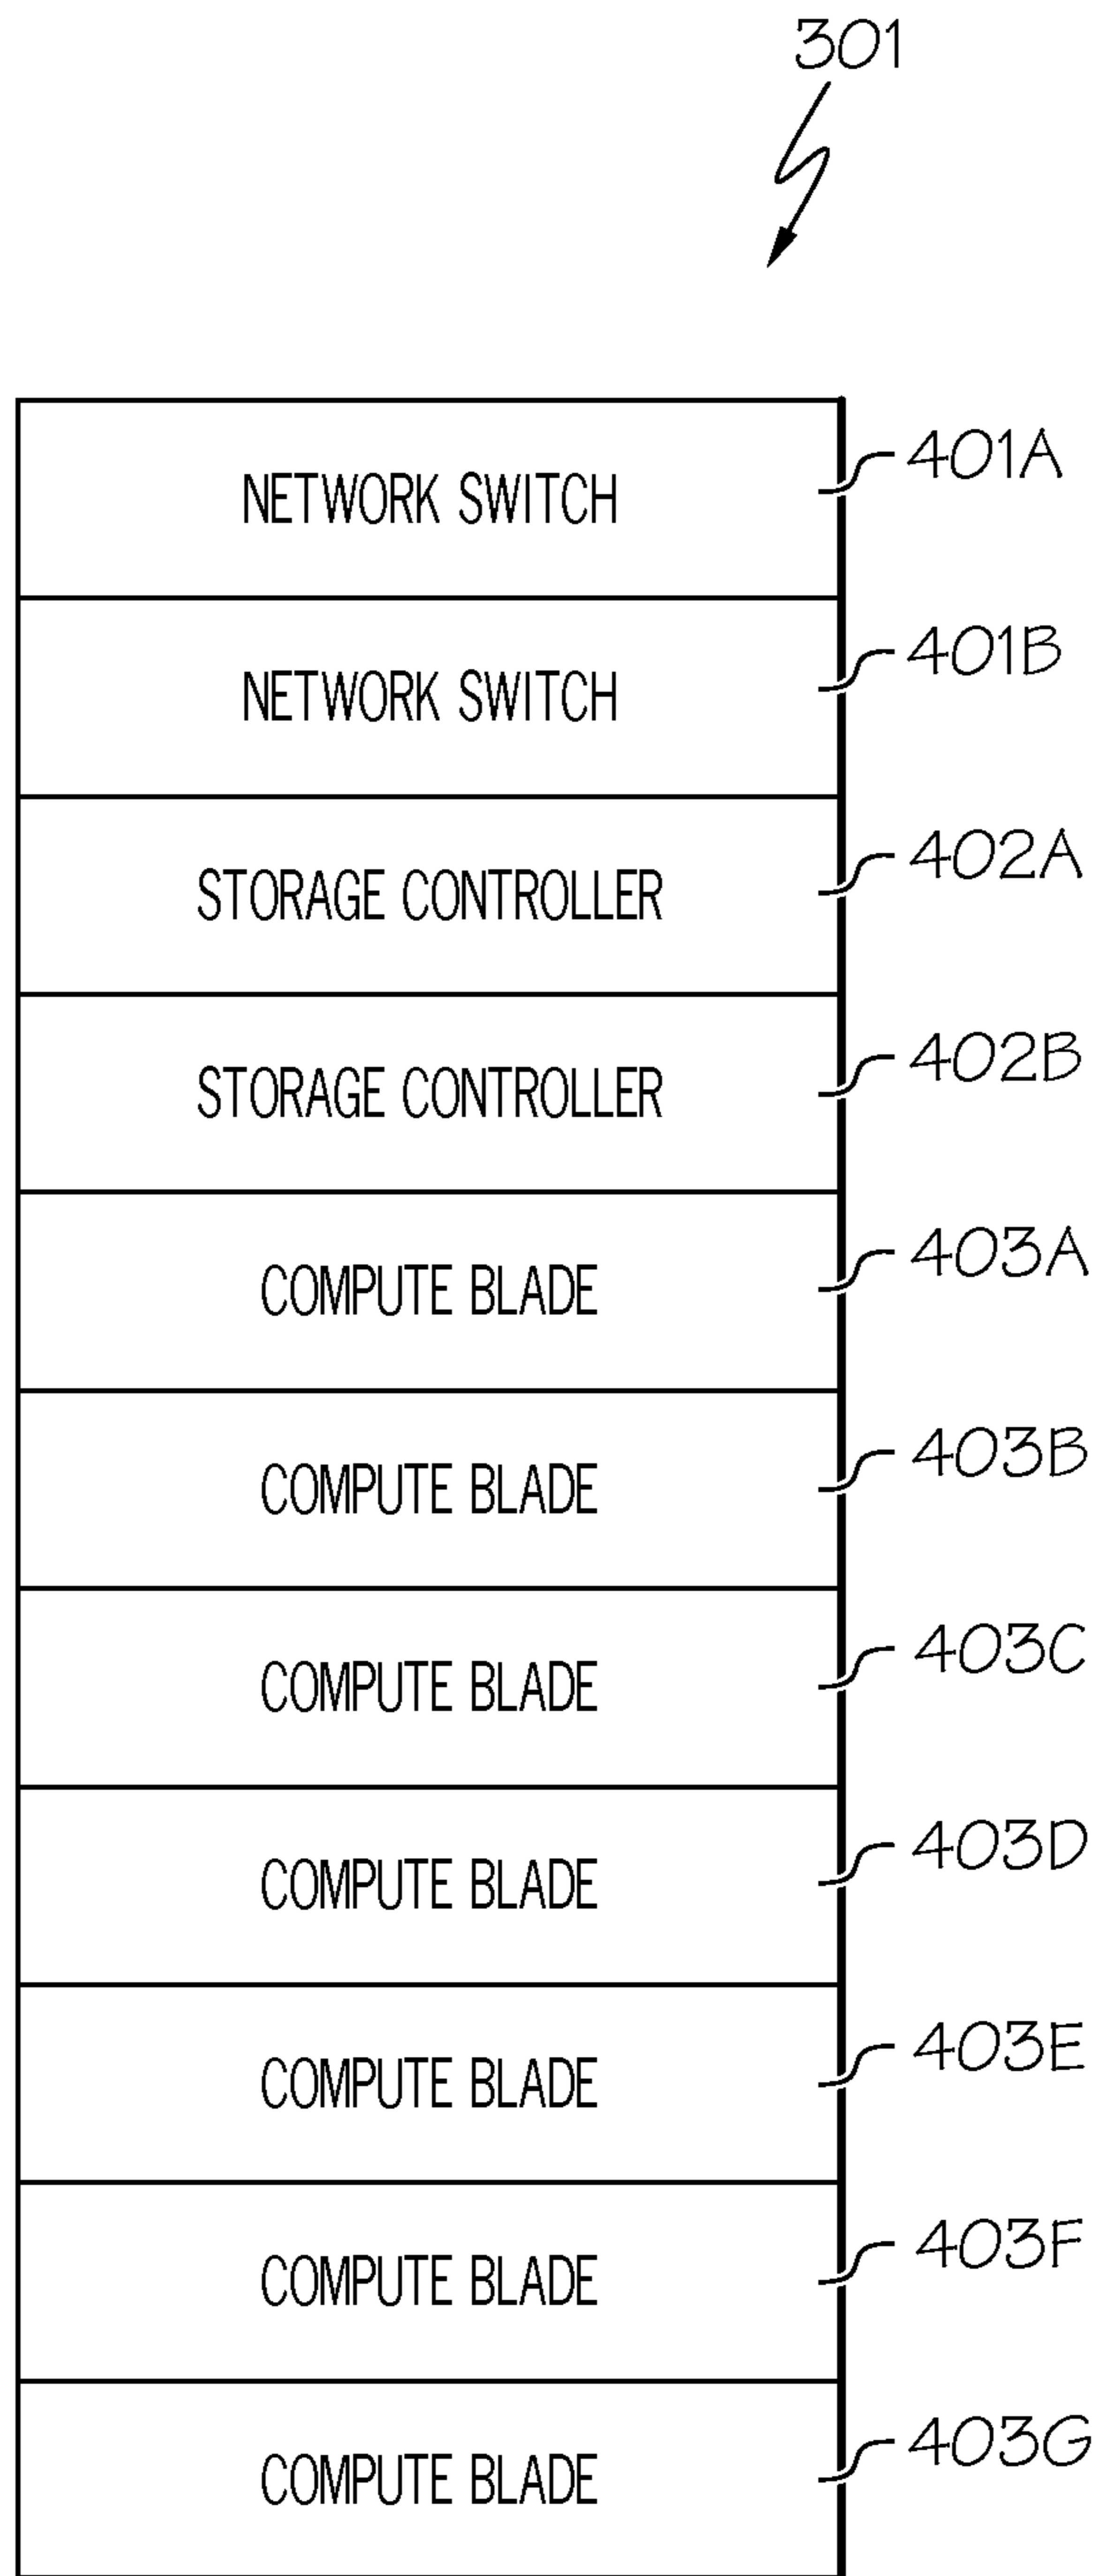 301
NETWORK SWITCH 401A
NETWORK SWITCH 401B
STORAGE CONTROLLER 402A
STORAGE CONTROLLER 402B
COMPUTE BLADE 403A
COMPUTE BLADE 403B
COMPUTE BLADE 403C
COMPUTE BLADE 403D
COMPUTE BLADE 403E
COMPUTE BLADE 403F
COMPUTE BLADE 403G